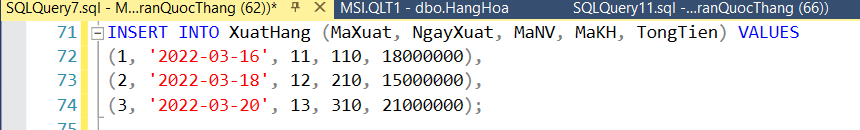 SQLQuery7.sql - M...ranQuocThang (62))* MSI.QLT1 - dbo.HangHoa SQLQuery11.sql -...ranQuocThang (66))
71 INSERT INTO XuatHang (MaXuat, NgayXuat, MaNV, MaKH, TongTien) VALUES
72 (1, '2022-03-16', 11, 110, 18000000),
73 (2, '2022-03-18', 12, 210, 15000000),
74 (3, '2022-03-20', 13, 310, 21000000);
75